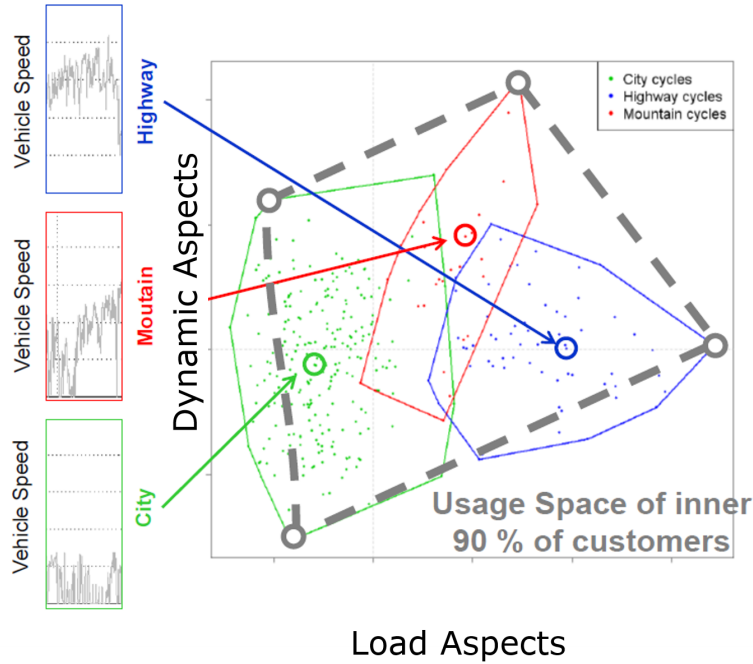 Vehicle Speed
Highway
Vehicle Speed
Moutain
Vehicle Speed
City
Dynamic Aspects
City cycles
Highway cycles
Mountain cycles
Usage Space of inner
90 % of customers
Load Aspects